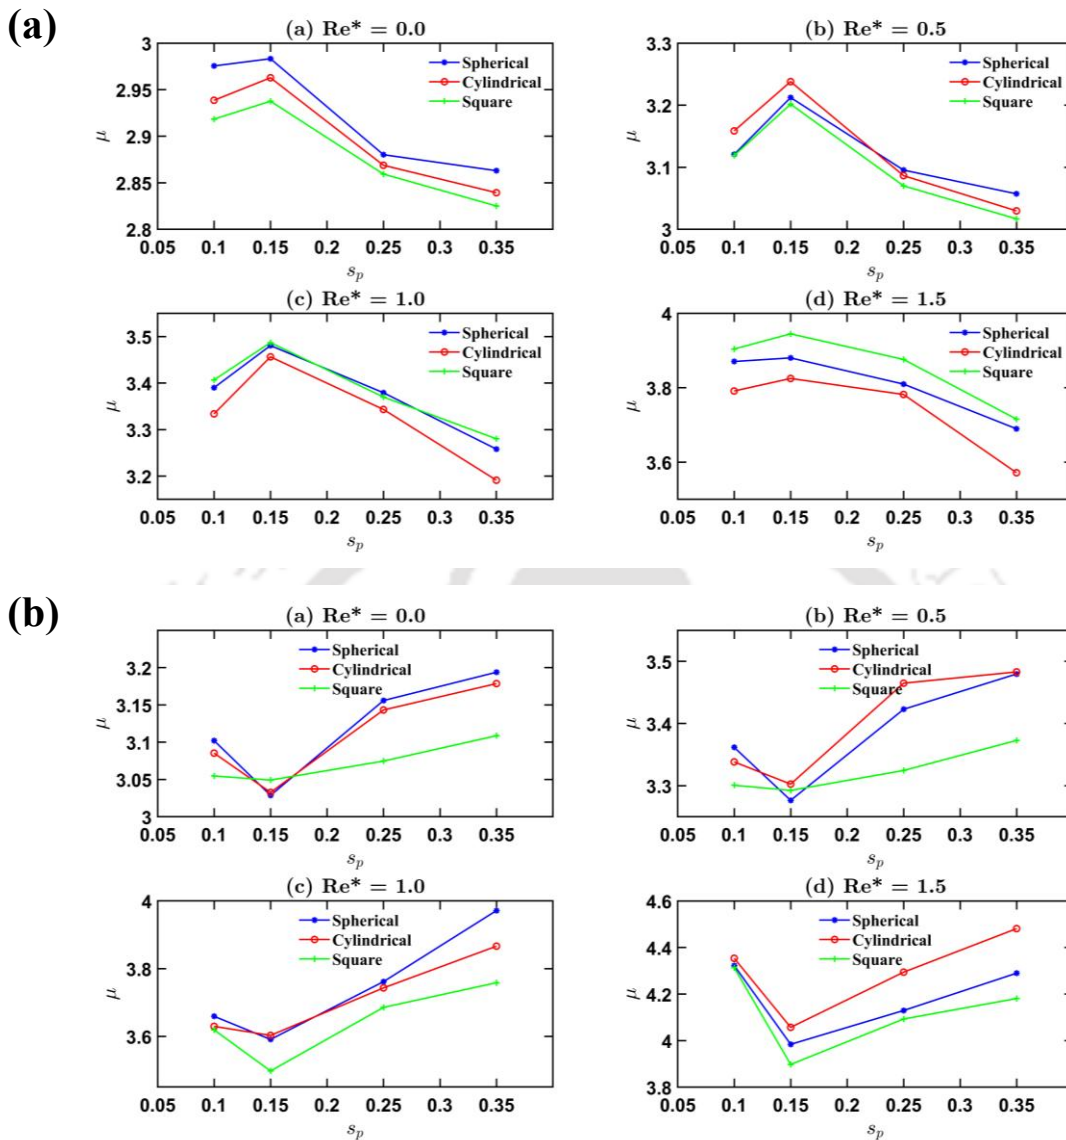 (a)
(a) Re* = 0.0
3
2.95
2.9
2.85
2.8
μ
Spherical
Cylindrical
Square
0.05 0.1 0.15 0.2 0.25 0.3 0.35
s_p
(b) Re* = 0.5
3.3
3.2
3.1
3
μ
Spherical
Cylindrical
Square
0.05 0.1 0.15 0.2 0.25 0.3 0.35
s_p
(c) Re* = 1.0
3.5
3.4
3.3
3.2
μ
Spherical
Cylindrical
Square
0.05 0.1 0.15 0.2 0.25 0.3 0.35
s_p
(d) Re* = 1.5
4
3.8
3.6
μ
Spherical
Cylindrical
Square
0.05 0.1 0.15 0.2 0.25 0.3 0.35
s_p
(b)
(a) Re* = 0.0
3.2
3.15
3.1
3.05
3
μ
Spherical
Cylindrical
Square
0.05 0.1 0.15 0.2 0.25 0.3 0.35
s_p
(b) Re* = 0.5
3.5
3.4
3.3
μ
Spherical
Cylindrical
Square
0.05 0.1 0.15 0.2 0.25 0.3 0.35
s_p
(c) Re* = 1.0
4
3.8
3.6
μ
Spherical
Cylindrical
Square
0.05 0.1 0.15 0.2 0.25 0.3 0.35
s_p
(d) Re* = 1.5
4.6
4.4
4.2
4
3.8
μ
Spherical
Cylindrical
Square
0.05 0.1 0.15 0.2 0.25 0.3 0.35
s_p